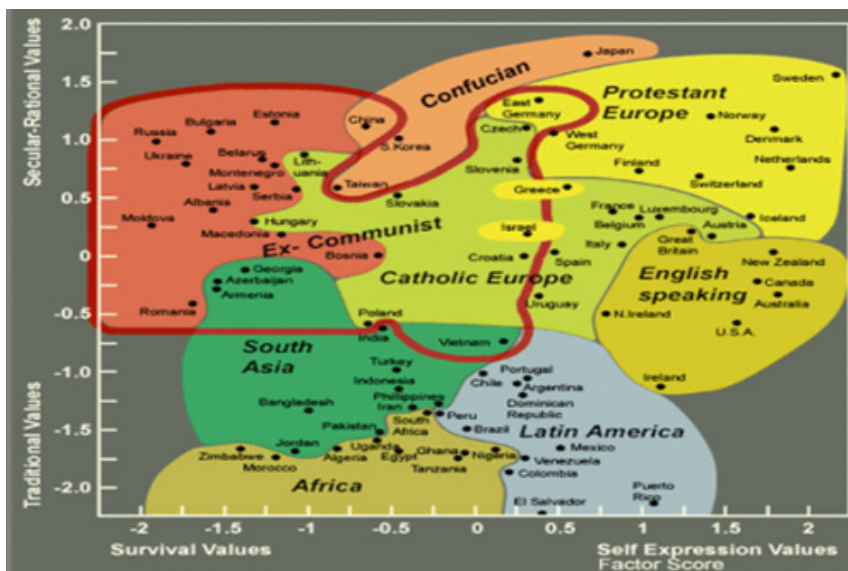 2.0
1.5
1.0
0.5
0
-0.5
-1.0
-1.5
-2.0
Secular-Rational Values
Traditional Values
Japan
Confucian
Sweden
Protestant
Europe
East
Germany
Norway
Estonia
Bulgaria
China
Russia
Czech
West
Germany
Denmark
S.Korea
Ukraine
Belarus
Lith-
uania
Montenegro
Slovenia
Finland
Netherlands
Latvia
Serbia
Taiwan
Slovakia
Greece
Switzerland
Albania
France
Luxembourg
Iceland
Moldova
Hungary
Macedonia
Israel
Belgium
Austria
Ex- Communist
Bosnia
Italy
Great
Britain
Croatia
Spain
New Zealand
Georgia
Azerbaijan
Armenia
Catholic Europe
English
speaking
Canada
Australia
Romania
Uruguay
N.Ireland
U.S.A.
Poland
India
Vietnam
South
Asia
Turkey
Indonesia
Portugal
Chile
Argentina
Ireland
Phillippines
Iran
Dominican
Republic
Bangladesh
South
Africa
Peru
Pakistan
Brazil
Latin America
Zimbabwe
Jordan
Morocco
Uganda
Algeria
Egypt
Ghana
Tanzania
Nigeria
Mexico
Venezuela
Colombia
Africa
El Salvador
Puerto
Rico
-2
-1.5
-1
-0.5
0
0.5
1
1.5
2
Survival Values
Self Expression Values
Factor Score